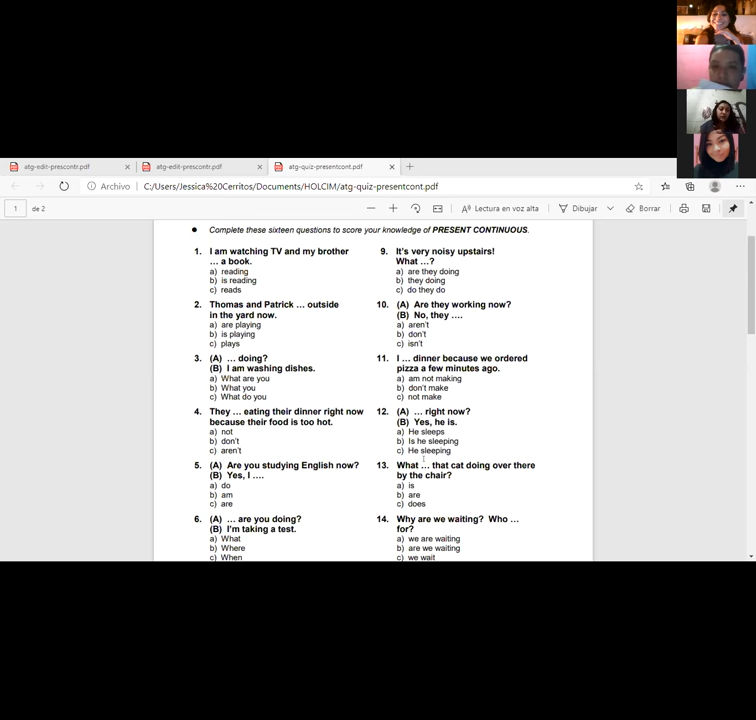 atg-edit-prescontr.pdf
atg-edit-prescontr.pdf
atg-quiz-presentcont.pdf
Archivo
C:/Users/Jessica%20Cerritos/Documents/HOLCIM/atg-quiz-presentcont.pdf
1
de 2
Lectura en voz alta
Dibujar
Borrar
Complete these sixteen questions to score your knowledge of PRESENT CONTINUOUS.
1. I am watching TV and my brother
... a book.
a) reading
b) is reading
c) reads
2. Thomas and Patrick ... outside
in the yard now.
a) are playing
b) is playing
c) plays
3. (A) ... doing?
(B) I am washing dishes.
a) What are you
b) What you
c) What do you
4. They ... eating their dinner right now
because their food is too hot.
a) not
b) don't
c) aren't
5. (A) Are you studying English now?
(B) Yes, I ....
a) do
b) am
c) are
6. (A) ... are you doing?
(B) I'm taking a test.
a) What
b) Where
c) When
9. It's very noisy upstairs!
What ...?
a) are they doing
b) they doing
c) do they do
10. (A) Are they working now?
(B) No, they ....
a) aren't
b) don't
c) isn't
11. I ... dinner because we ordered
pizza a few minutes ago.
a) am not making
b) don't make
c) not make
12. (A) ... right now?
(B) Yes, he is.
a) He sleeps
b) Is he sleeping
c) He sleeping
13. What ... that cat doing over there
by the chair?
a) is
b) are
c) does
14. Why are we waiting? Who ...
for?
a) we are waiting
b) are we waiting
c) we wait